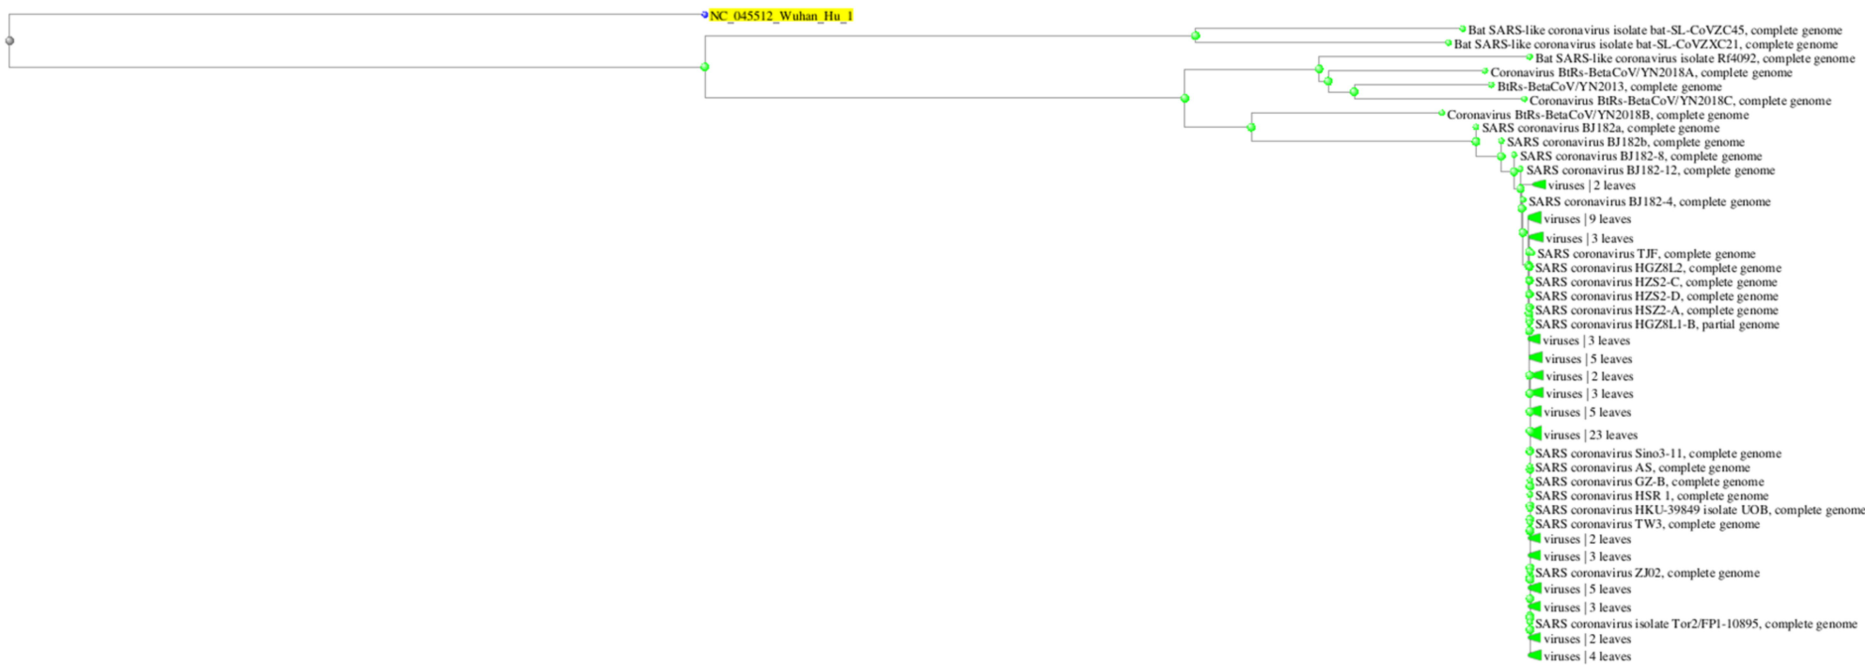 NC_045512_Wuhan_Hu_1
Bat SARS-like coronavirus isolate bat-SL-CoVZC45, complete genome
Bat SARS-like coronavirus isolate bat-SL-CoVZXC21, complete genome
Bat SARS-like coronavirus isolate Rf4092, complete genome
Coronavirus BtRs-BetaCoV/YN2018A, complete genome
BtRs-BetaCoV/YN2013, complete genome
Coronavirus BtRs-BetaCoV/YN2018C, complete genome
Coronavirus BtRs-BetaCoV/YN2018B, complete genome
SARS coronavirus BJ182a, complete genome
SARS coronavirus BJ182b, complete genome
SARS coronavirus BJ182-8, complete genome
SARS coronavirus BJ182-12, complete genome
viruses | 2 leaves
SARS coronavirus BJ182-4, complete genome
viruses | 9 leaves
viruses | 3 leaves
SARS coronavirus TJF, complete genome
SARS coronavirus HGZ8L2, complete genome
SARS coronavirus HZS2-C, complete genome
SARS coronavirus HZS2-D, complete genome
SARS coronavirus HSZ2-A, complete genome
SARS coronavirus HGZ8L1-B, partial genome
viruses | 3 leaves
viruses | 5 leaves
viruses | 2 leaves
viruses | 3 leaves
viruses | 5 leaves
viruses | 23 leaves
SARS coronavirus Sino3-11, complete genome
SARS coronavirus AS, complete genome
SARS coronavirus GZ-B, complete genome
SARS coronavirus HSR 1, complete genome
SARS coronavirus HKU-39849 isolate UOB, complete genome
SARS coronavirus TW3, complete genome
viruses | 2 leaves
viruses | 3 leaves
SARS coronavirus ZJ02, complete genome
viruses | 5 leaves
viruses | 3 leaves
SARS coronavirus isolate Tor2/FP1-10895, complete genome
viruses | 2 leaves
viruses | 4 leaves